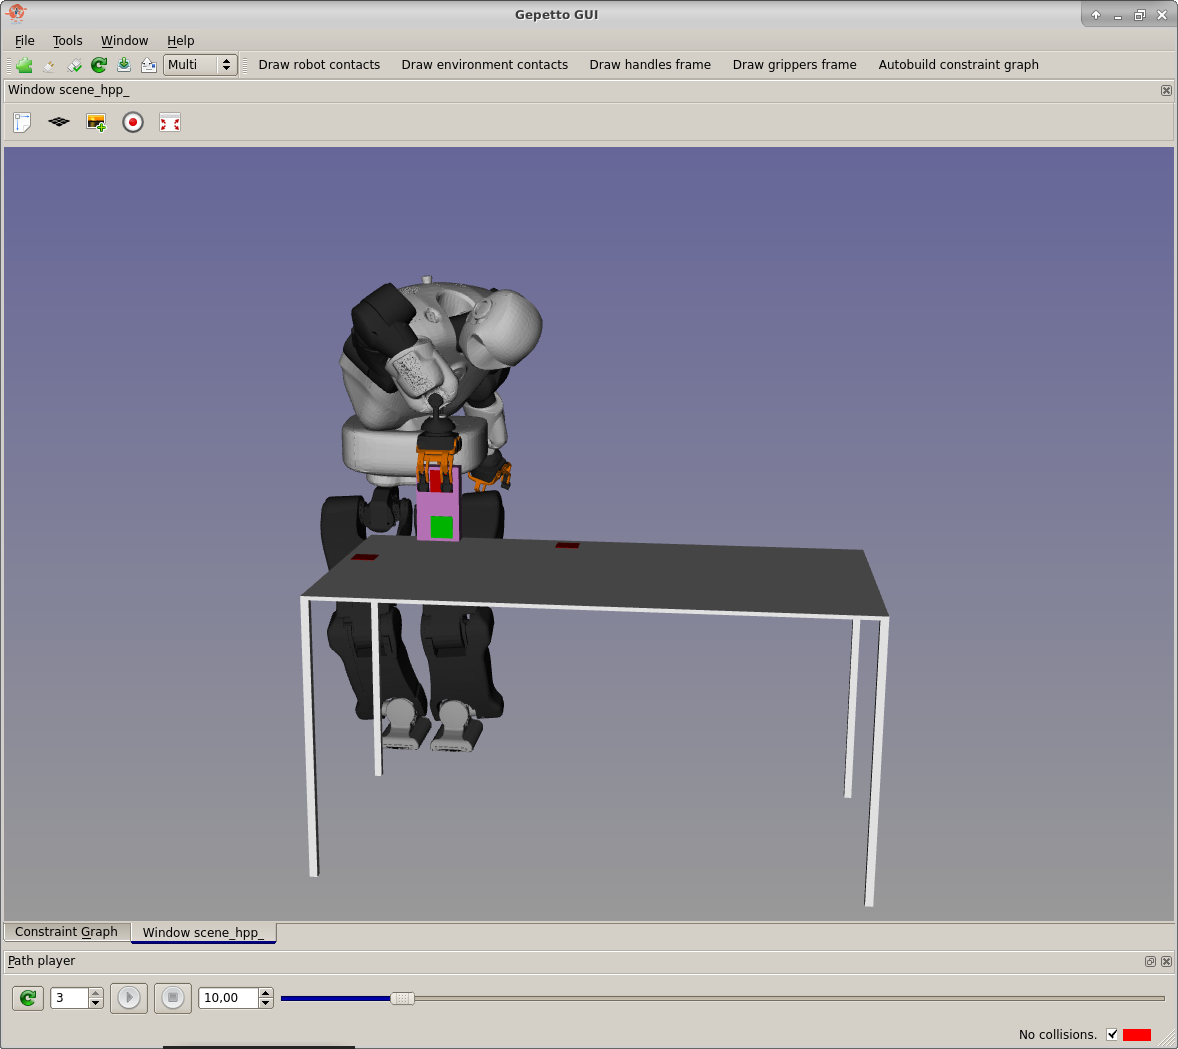 Gepetto GUI
File Tools Window Help
Multi Draw robot contacts Draw environment contacts Draw handles frame Draw grippers frame Autobuild constraint graph
Window scene_hpp_
Constraint Graph Window scene_hpp_
Path player
3 10,00
No collisions.